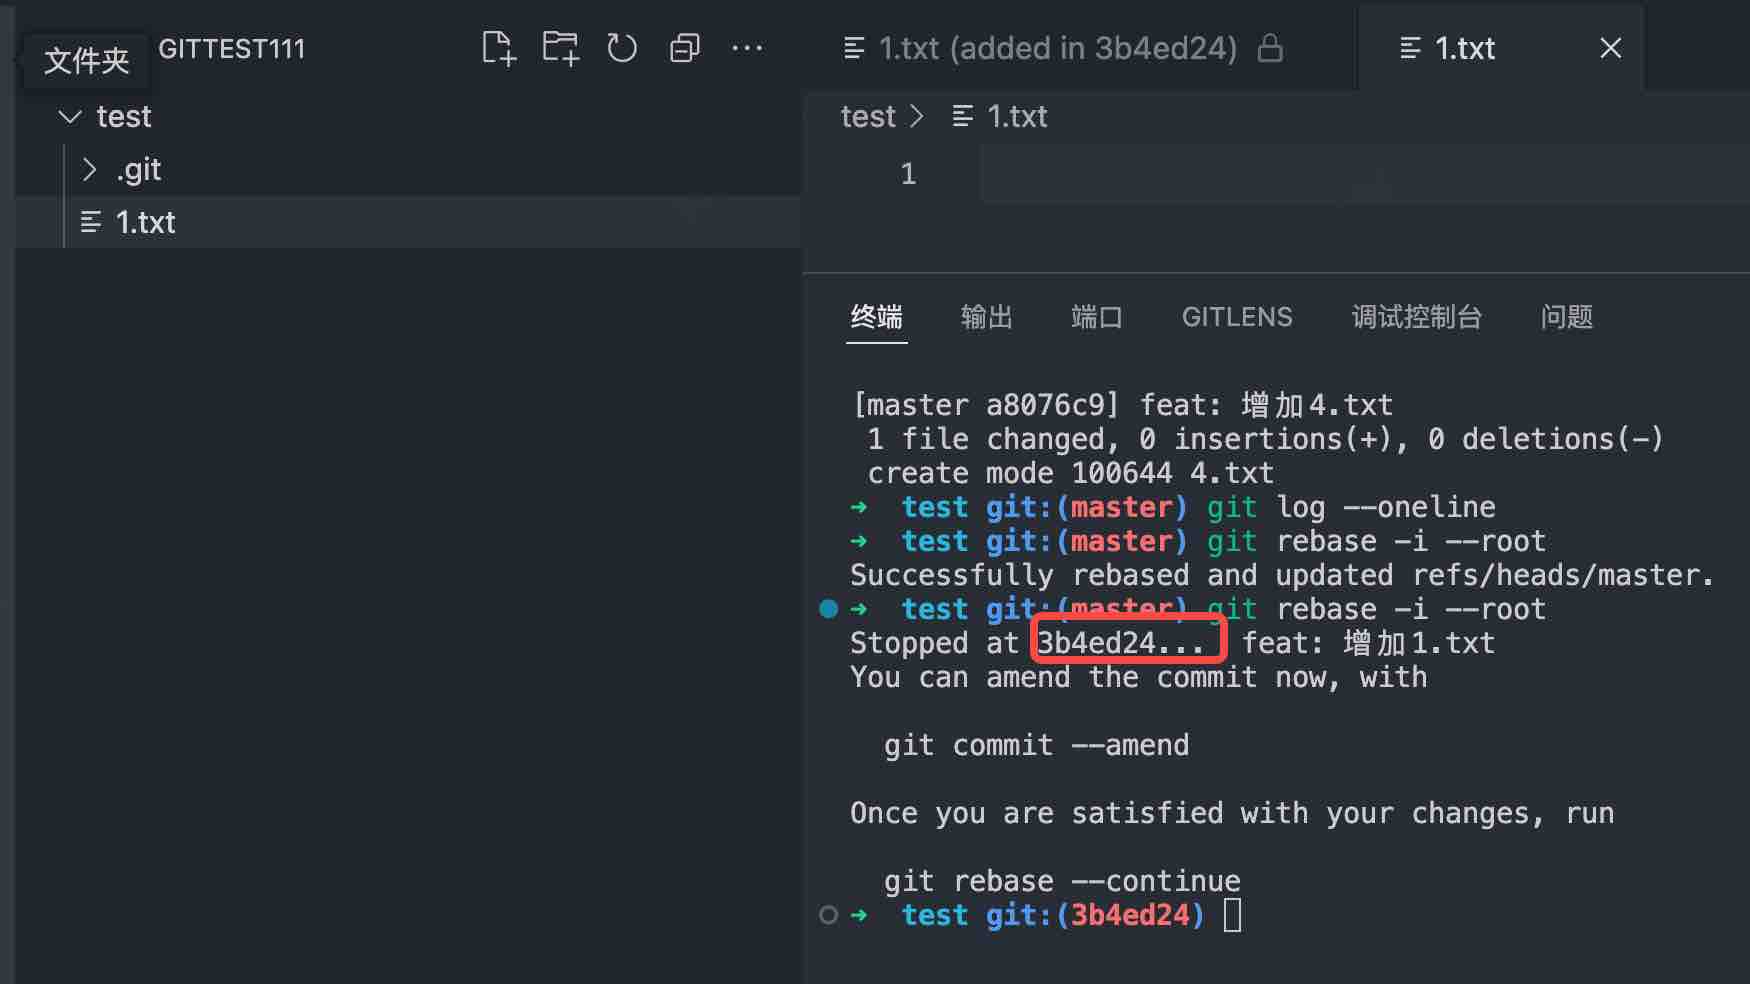 文件夹
GITTEST111
test
.git
1.txt
1.txt (added in 3b4ed24)
1.txt
test > 1.txt
1
终端 输出 端口 GITLENS 调试控制台 问题
[master a8076c9] feat: 增加4.txt
1 file changed, 0 insertions(+), 0 deletions(-)
create mode 100644 4.txt
➜ test git:(master) git log --oneline
➜ test git:(master) git rebase -i --root
Successfully rebased and updated refs/heads/master.
➜ test git:(master) git rebase -i --root
Stopped at 3b4ed24... feat: 增加1.txt
You can amend the commit now, with
git commit --amend
Once you are satisfied with your changes, run
git rebase --continue
➜ test git:(3b4ed24)